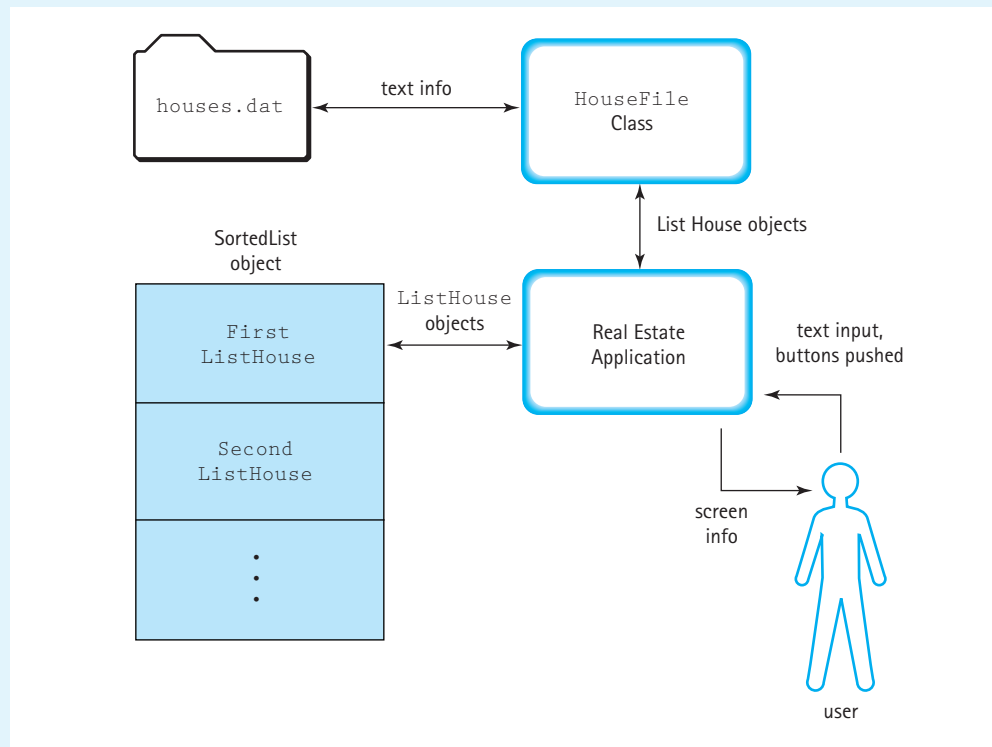 houses.dat
text info
HouseFile
Class
List House objects
SortedList
object
First
ListHouse
Second
ListHouse
ListHouse
objects
Real Estate
Application
text input,
buttons pushed
screen
info
user